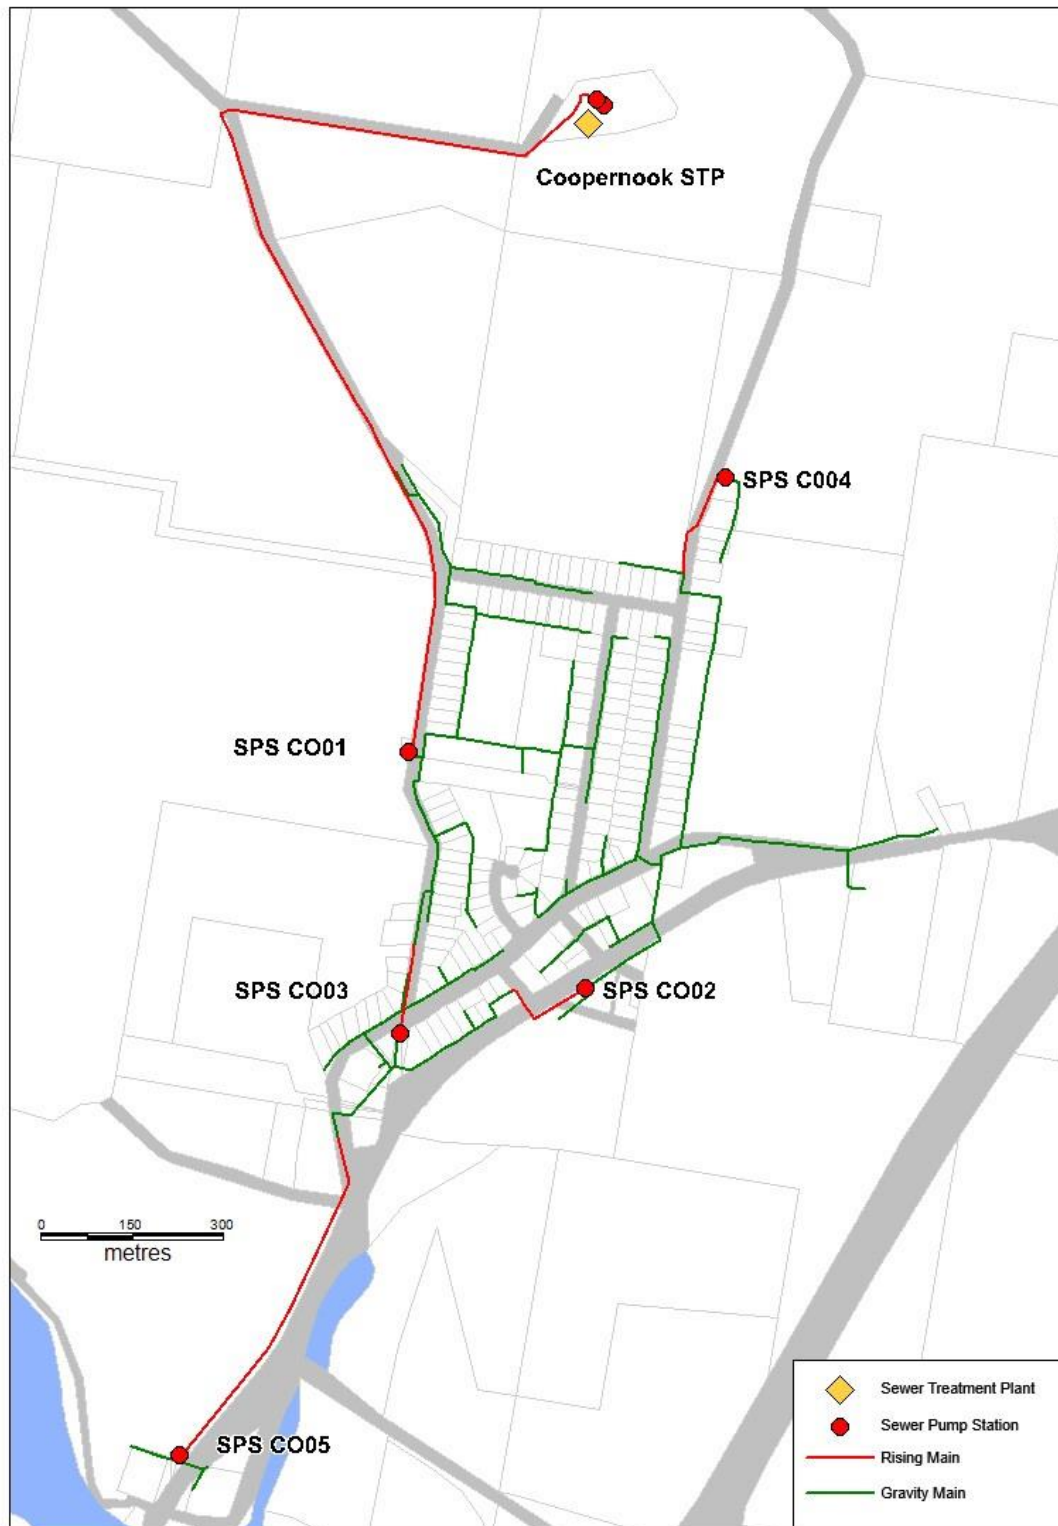 Coopernook STP
SPS C004
SPS CO01
SPS CO03
SPS CO02
0 150 300
metres
SPS CO05
Sewer Treatment Plant
Sewer Pump Station
Rising Main
Gravity Main